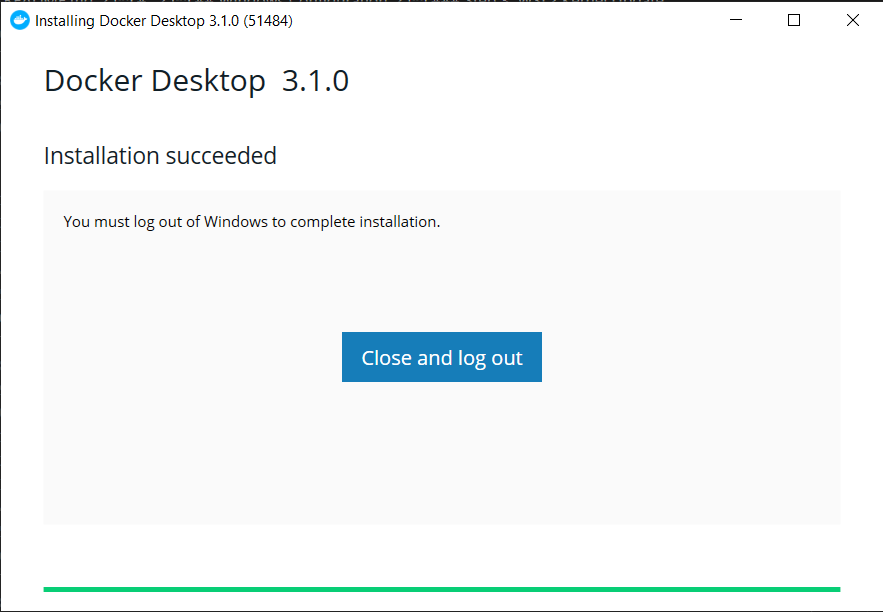 Installing Docker Desktop 3.1.0 (51484)
Docker Desktop 3.1.0
Installation succeeded
You must log out of Windows to complete installation.
Close and log out